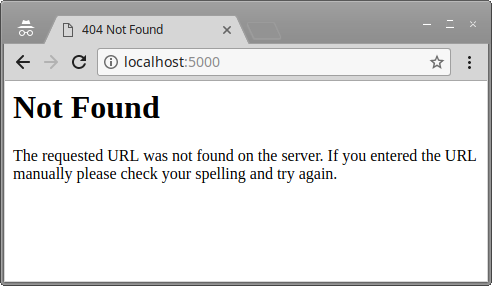 404 Not Found
localhost:5000
Not Found
The requested URL was not found on the server. If you entered the URL
manually please check your spelling and try again.